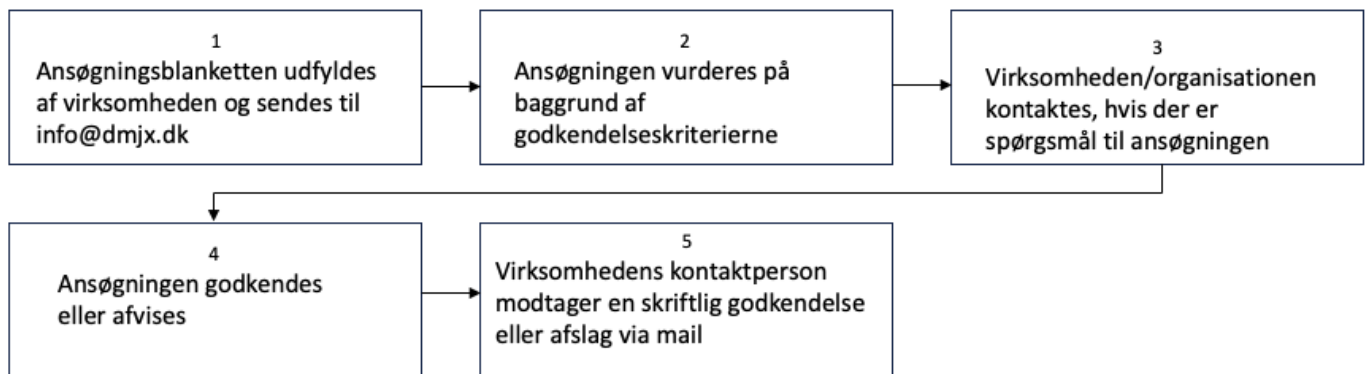 1
Ansøgningsblanketten udfyldes
af virksomheden og sendes til
info@dmjx.dk
2
Ansøgningen vurderes på
baggrund af
godkendelseskriterierne
3
Virksomheden/organisationen
kontaktes, hvis der er
spørgsmål til ansøgningen
4
Ansøgningen godkendes
eller afvises
5
Virksomhedens kontaktperson
modtager en skriftlig godkendelse
eller afslag via mail